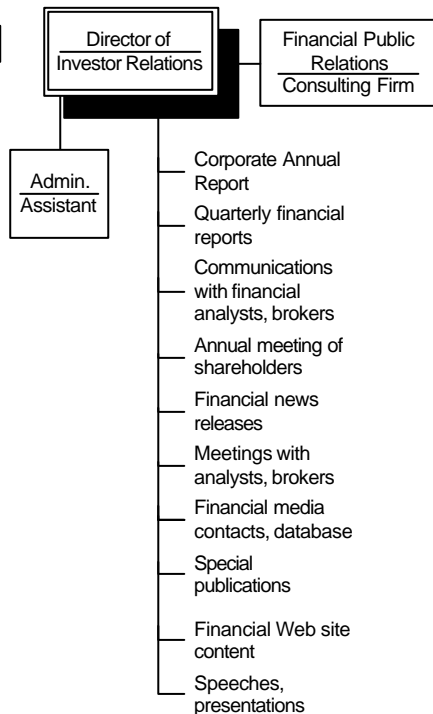 Director of
Investor Relations
Financial Public
Relations
Consulting Firm
Admin.
Assistant
Corporate Annual
Report
Quarterly financial
reports
Communications
with financial
analysts, brokers
Annual meeting of
shareholders
Financial news
releases
Meetings with
analysts, brokers
Financial media
contacts, database
Special
publications
Financial Web site
content
Speeches,
presentations